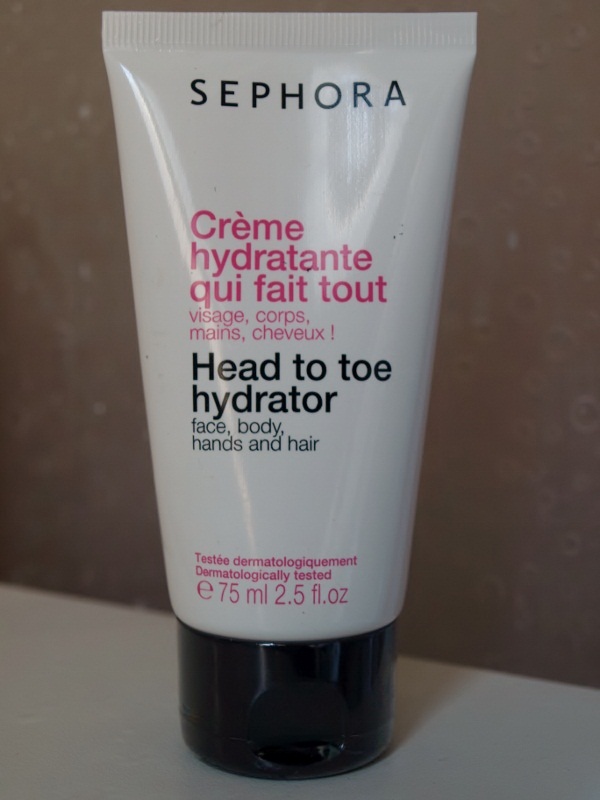 SEPHORA
Crème
hydratante
qui fait tout
visage, corps,
mains, cheveux !
Head to toe
hydrator
face, body,
hands and hair
Testée dermatologiquement
Dermatologically tested
℮ 75 ml 2.5 fl.oz